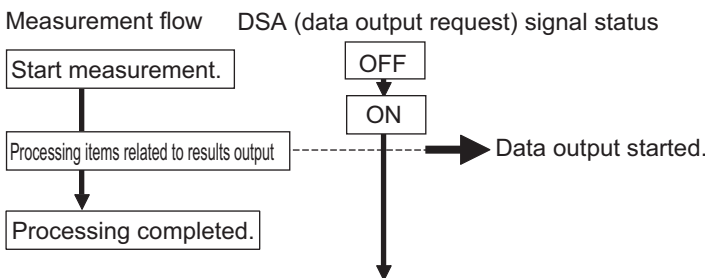 Measurement flow
DSA (data output request) signal status
Start measurement.
OFF
ON
Processing items related to results output
Data output started.
Processing completed.